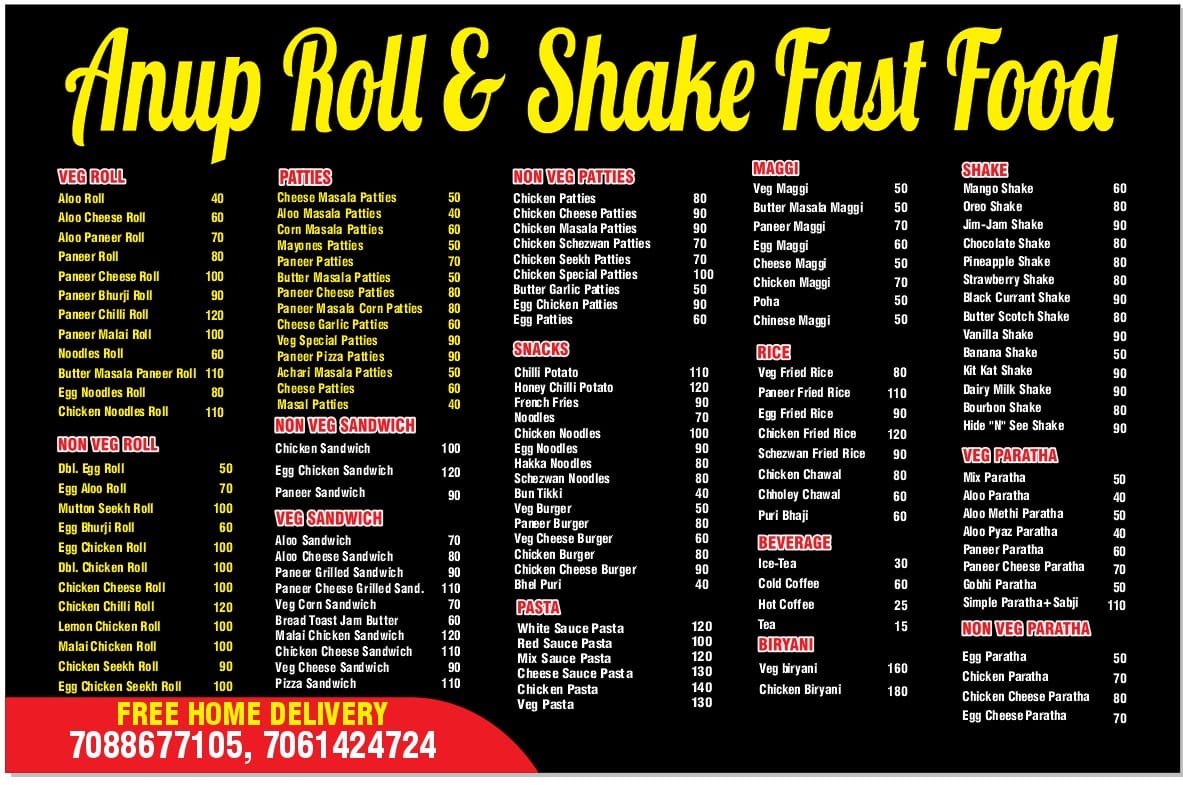 Anup Roll & Shake Fast Food
VEG ROLL
Aloo Roll 40
Aloo Cheese Roll 60
Aloo Paneer Roll 70
Paneer Roll 80
Paneer Cheese Roll 100
Paneer Bhurji Roll 90
Paneer Chilli Roll 120
Paneer Malai Roll 100
Noodles Roll 60
Butter Masala Paneer Roll 110
Egg Noodles Roll 80
Chicken Noodles Roll 110
NON VEG ROLL
Dbl. Egg Roll 50
Egg Aloo Roll 70
Mutton Seekh Roll 100
Egg Bhurji Roll 60
Egg Chicken Roll 100
Dbl. Chicken Roll 100
Chicken Cheese Roll 100
Chicken Chilli Roll 120
Lemon Chicken Roll 100
Malai Chicken Roll 100
Chicken Seekh Roll 90
Egg Chicken Seekh Roll 100
PATTIES
Cheese Masala Patties 50
Aloo Masala Patties 40
Corn Masala Patties 60
Mayones Patties 50
Paneer Patties 70
Butter Masala Patties 50
Paneer Cheese Patties 80
Paneer Masala Corn Patties 80
Cheese Garlic Patties 60
Veg Special Patties 90
Paneer Pizza Patties 90
Achari Masala Patties 50
Cheese Patties 60
Masal Patties 40
NON VEG SANDWICH
Chicken Sandwich 100
Egg Chicken Sandwich 120
Paneer Sandwich 90
VEG SANDWICH
Aloo Sandwich 70
Aloo Cheese Sandwich 80
Paneer Grilled Sandwich 90
Paneer Cheese Grilled Sand. 110
Veg Corn Sandwich 70
Bread Toast Jam Butter 60
Malai Chicken Sandwich 120
Chicken Cheese Sandwich 110
Veg Cheese Sandwich 90
Pizza Sandwich 110
NON VEG PATTIES
Chicken Patties 80
Chicken Cheese Patties 90
Chicken Masala Patties 90
Chicken Schezwan Patties 70
Chicken Seekh Patties 70
Chicken Special Patties 100
Butter Garlic Patties 50
Egg Chicken Patties 90
Egg Patties 60
SNACKS
Chilli Potato 110
Honey Chilli Potato 120
French Fries 90
Noodles 70
Chicken Noodles 100
Egg Noodles 90
Hakka Noodles 80
Schezwan Noodles 80
Bun Tikki 40
Veg Burger 50
Paneer Burger 80
Veg Cheese Burger 60
Chicken Burger 80
Chicken Cheese Burger 90
Bhel Puri 40
PASTA
White Sauce Pasta 120
Red Sauce Pasta 100
Mix Sauce Pasta 120
Cheese Sauce Pasta 130
Chicken Pasta 140
Veg Pasta 130
MAGGI
Veg Maggi 50
Butter Masala Maggi 50
Paneer Maggi 70
Egg Maggi 60
Cheese Maggi 50
Chicken Maggi 70
Poha 50
Chinese Maggi 50
RICE
Veg Fried Rice 80
Paneer Fried Rice 110
Egg Fried Rice 90
Chicken Fried Rice 120
Schezwan Fried Rice 90
Chicken Chawal 80
Chholey Chawal 60
Puri Bhaji 60
BEVERAGE
Ice-Tea 30
Cold Coffee 60
Hot Coffee 25
Tea 15
BIRYANI
Veg biryani 160
Chicken Biryani 180
SHAKE
Mango Shake 60
Oreo Shake 80
Jim-Jam Shake 90
Chocolate Shake 80
Pineapple Shake 80
Strawberry Shake 80
Black Currant Shake 90
Butter Scotch Shake 80
Vanilla Shake 90
Banana Shake 50
Kit Kat Shake 90
Dairy Milk Shake 90
Bourbon Shake 80
Hide "N" See Shake 90
VEG PARATHA
Mix Paratha 50
Aloo Paratha 40
Aloo Methi Paratha 50
Aloo Pyaz Paratha 40
Paneer Paratha 60
Paneer Cheese Paratha 70
Gobhi Paratha 50
Simple Paratha+ Sabji 110
NON VEG PARATHA
Egg Paratha 50
Chicken Paratha 70
Chicken Cheese Paratha 80
Egg Cheese Paratha 70
FREE HOME DELIVERY
7088677105, 7061424724